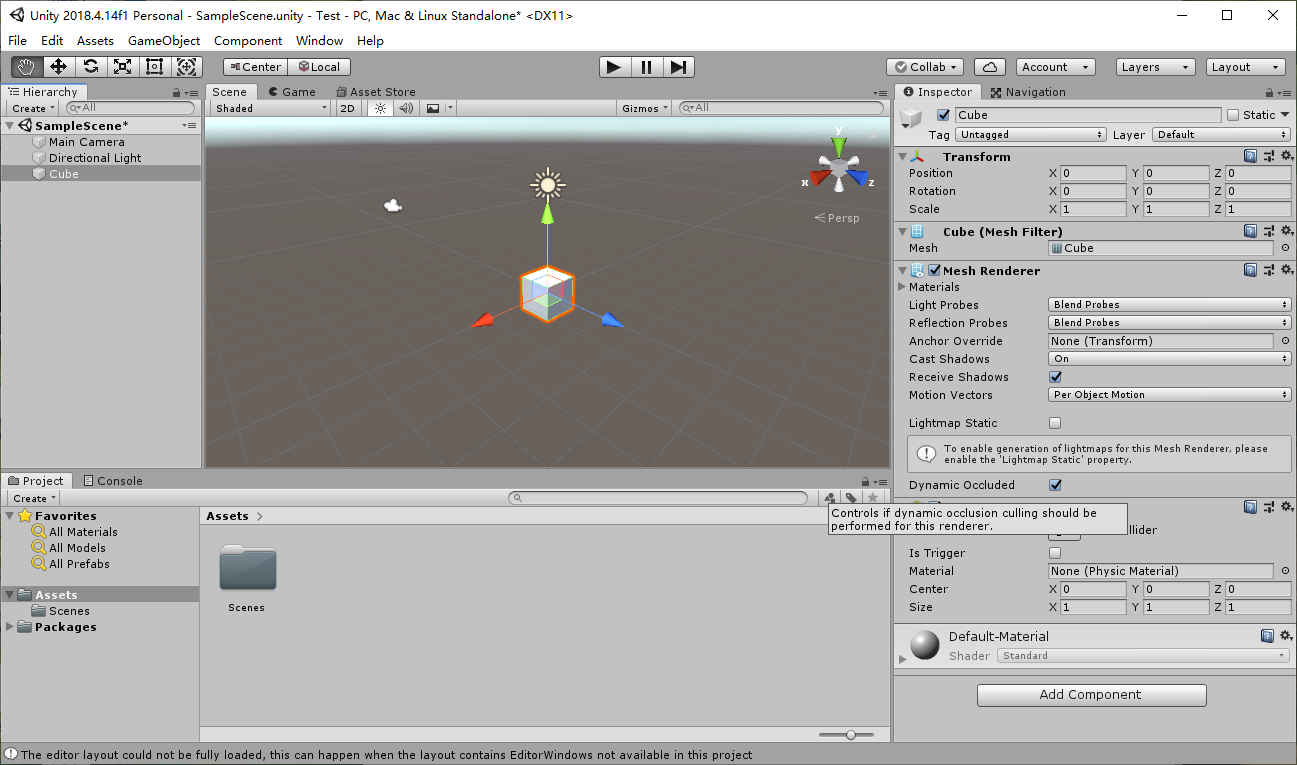 Unity 2018.4.14f1 Personal - SampleScene.unity - Test - PC, Mac & Linux Standalone* <DX11>
File Edit Assets GameObject Component Window Help
Center Local Collab Account Layers Layout
Hierarchy
Create All
SampleScene*
Main Camera
Directional Light
Cube
Scene Game Asset Store
Shaded 2D Gizmos All
y
x z
Persp
Inspector Navigation
Cube Static
Tag Untagged Layer Default
Transform
Position X 0 Y 0 Z 0
Rotation X 0 Y 0 Z 0
Scale X 1 Y 1 Z 1
Cube (Mesh Filter)
Mesh Cube
Mesh Renderer
Materials
Light Probes Blend Probes
Reflection Probes Blend Probes
Anchor Override None (Transform)
Cast Shadows On
Receive Shadows
Motion Vectors Per Object Motion
Lightmap Static
To enable generation of lightmaps for this Mesh Renderer, please
enable the 'Lightmap Static' property.
Dynamic Occluded
Controls if dynamic occlusion culling should be
performed for this renderer.
llider
Is Trigger
Material None (Physic Material)
Center X 0 Y 0 Z 0
Size X 1 Y 1 Z 1
Default-Material
Shader Standard
Add Component
Project Console
Create
Favorites
All Materials
All Models
All Prefabs
Assets
Scenes
Packages
Assets
Scenes
The editor layout could not be fully loaded, this can happen when the layout contains EditorWindows not available in this project